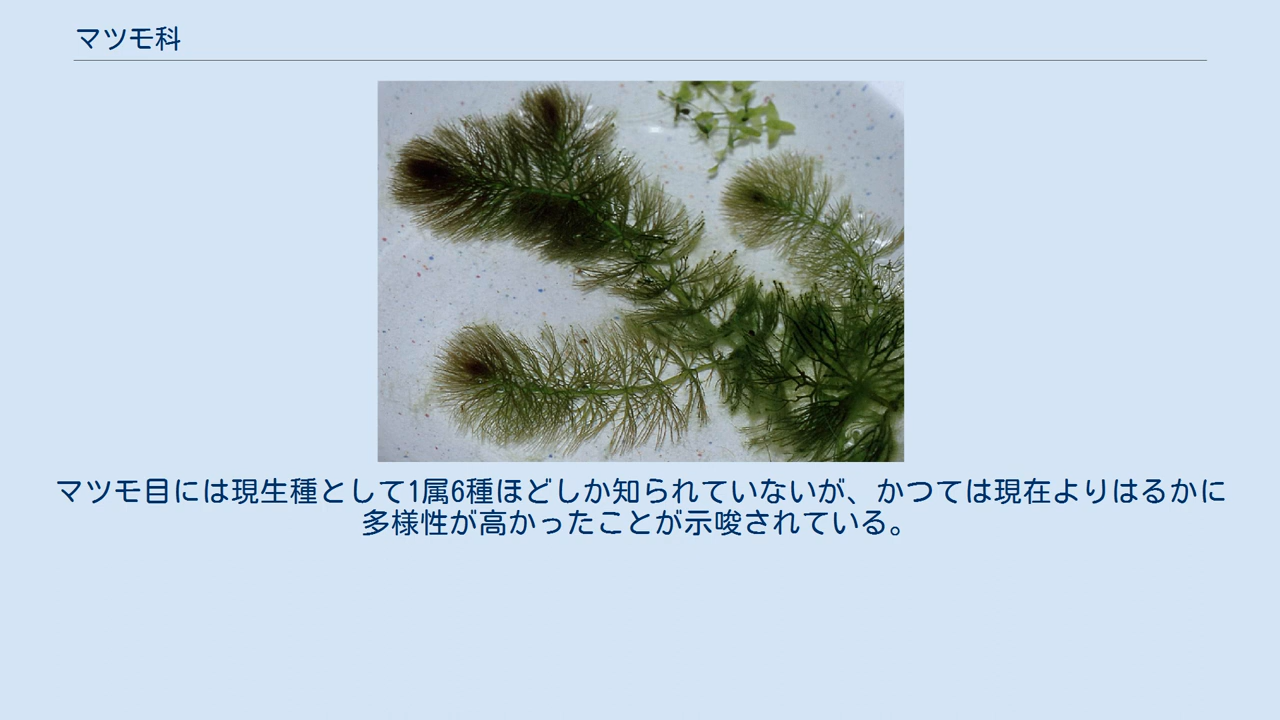 マツモ科
マツモ目には現生種として1属6種ほどしか知られていないが、かつては現在よりはるかに
多様性が高かったことが示唆されている。